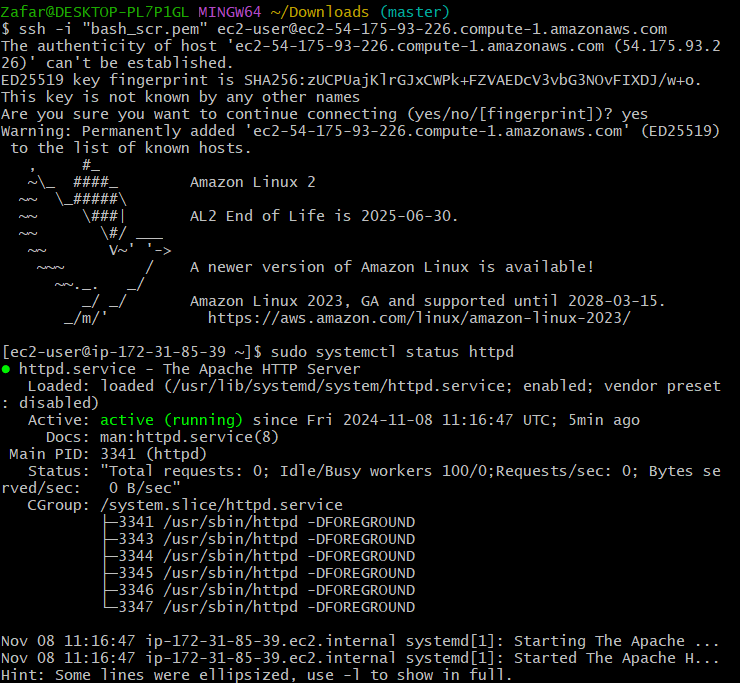 Zafar@DESKTOP-PL7P1GL MINGW64 ~/Downloads (master)
$ ssh -i "bash_scr.pem" ec2-user@ec2-54-175-93-226.compute-1.amazonaws.com
The authenticity of host 'ec2-54-175-93-226.compute-1.amazonaws.com (54.175.93.2
26)' can't be established.
ED25519 key fingerprint is SHA256:zUCPUajKlrGJxCWPk+FZVAEDcV3vbG3NOvFIXDJ/w+o.
This key is not known by any other names
Are you sure you want to continue connecting (yes/no/[fingerprint])? yes
Warning: Permanently added 'ec2-54-175-93-226.compute-1.amazonaws.com' (ED25519)
 to the list of known hosts.
   ,     #_
   ~\_  ####_        Amazon Linux 2
  ~~  \_#####\
  ~~     \###|       AL2 End of Life is 2025-06-30.
  ~~       \#/ ___
   ~~       V~' '->
    ~~~         /    A newer version of Amazon Linux is available!
      ~~._.   _/
         _/ _/       Amazon Linux 2023, GA and supported until 2028-03-15.
       _/m/'           https://aws.amazon.com/linux/amazon-linux-2023/
[ec2-user@ip-172-31-85-39 ~]$ sudo systemctl status httpd
● httpd.service - The Apache HTTP Server
   Loaded: loaded (/usr/lib/systemd/system/httpd.service; enabled; vendor preset
: disabled)
   Active: active (running) since Fri 2024-11-08 11:16:47 UTC; 5min ago
     Docs: man:httpd.service(8)
 Main PID: 3341 (httpd)
   Status: "Total requests: 0; Idle/Busy workers 100/0;Requests/sec: 0; Bytes se
rved/sec:   0 B/sec"
   CGroup: /system.slice/httpd.service
           ├─3341 /usr/sbin/httpd -DFOREGROUND
           ├─3343 /usr/sbin/httpd -DFOREGROUND
           ├─3344 /usr/sbin/httpd -DFOREGROUND
           ├─3345 /usr/sbin/httpd -DFOREGROUND
           ├─3346 /usr/sbin/httpd -DFOREGROUND
           └─3347 /usr/sbin/httpd -DFOREGROUND
Nov 08 11:16:47 ip-172-31-85-39.ec2.internal systemd[1]: Starting The Apache ...
Nov 08 11:16:47 ip-172-31-85-39.ec2.internal systemd[1]: Started The Apache H...
Hint: Some lines were ellipsized, use -l to show in full.